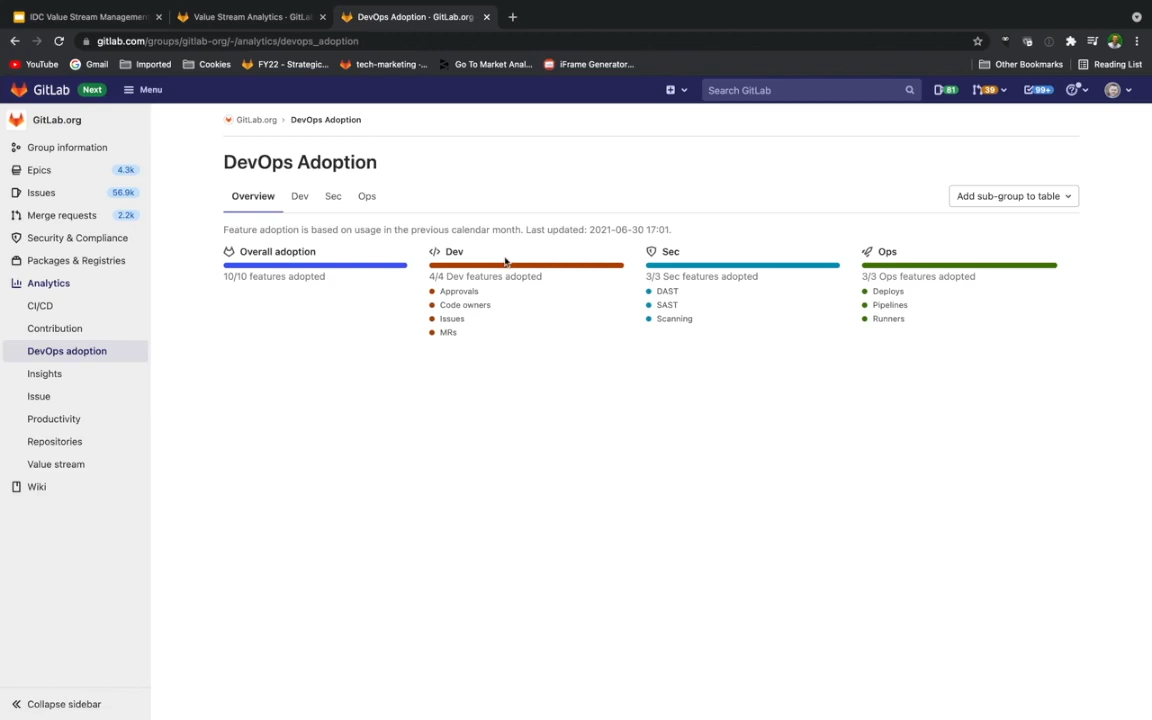 IDC Value Stream Management
Value Stream Analytics · GitLa
DevOps Adoption · GitLab.org
gitlab.com/groups/gitlab-org/-/analytics/devops_adoption
YouTube
Gmail
Imported
Cookies
FY22 - Strategic...
tech-marketing -...
Go To Market Anal...
iFrame Generator...
Other Bookmarks
Reading List
GitLab
Next
Menu
Search GitLab
81
39
99+
GitLab.org
Group information
Epics 4.3k
Issues 56.9k
Merge requests 2.2k
Security & Compliance
Packages & Registries
Analytics
CI/CD
Contribution
DevOps adoption
Insights
Issue
Productivity
Repositories
Value stream
Wiki
Collapse sidebar
GitLab.org › DevOps Adoption
DevOps Adoption
Overview
Dev
Sec
Ops
Add sub-group to table
Feature adoption is based on usage in the previous calendar month. Last updated: 2021-06-30 17:01.
Overall adoption
10/10 features adopted
Dev
4/4 Dev features adopted
Approvals
Code owners
Issues
MRs
Sec
3/3 Sec features adopted
DAST
SAST
Scanning
Ops
3/3 Ops features adopted
Deploys
Pipelines
Runners